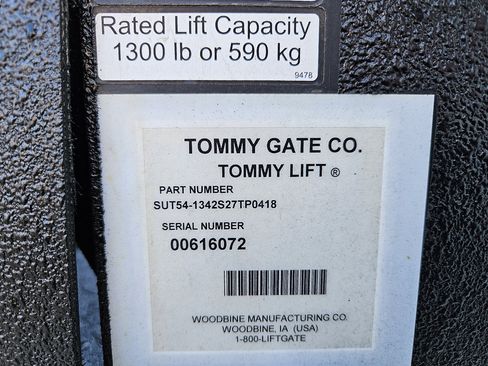 Rated Lift Capacity
1300 lb or 590 kg
9478
TOMMY GATE CO.
TOMMY LIFT ®
PART NUMBER
SUT54-1342S27TP0418
SERIAL NUMBER
00616072
WOODBINE MANUFACTURING CO.
WOODBINE, IA (USA)
1-800-LIFTGATE